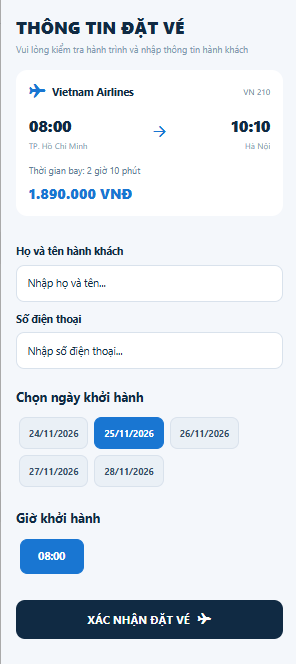 THÔNG TIN ĐẶT VÉ
Vui lòng kiểm tra hành trình và nhập thông tin hành khách
Vietnam Airlines VN 210
08:00 10:10
TP. Hồ Chí Minh Hà Nội
Thời gian bay: 2 giờ 10 phút
1.890.000 VNĐ
Họ và tên hành khách
Nhập họ và tên...
Số điện thoại
Nhập số điện thoại...
Chọn ngày khởi hành
24/11/2026 25/11/2026 26/11/2026
27/11/2026 28/11/2026
Giờ khởi hành
08:00
XÁC NHẬN ĐẶT VÉ